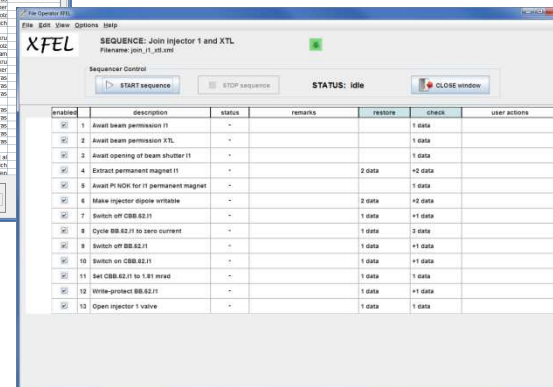 File Operator XFEL
File Edit View Options Help
XFEL
SEQUENCE: Join injector 1 and XTL
Filename: join_i1_xtl.xml
Sequencer Control
START sequence STOP sequence STATUS: idle CLOSE window
enabled description status remarks restore check user actions
1 Await beam permission I1 - 1 data
2 Await beam permission XTL - 1 data
3 Await opening of beam shutter I1 - 1 data
4 Extract permanent magnet I1 - 2 data +2 data
5 Await PI NOK for I1 permanent magnet - 1 data
6 Make injector dipole writable - 2 data +2 data
7 Switch off CBB.62.I1 - 1 data +1 data
8 Cycle BB.62.I1 to zero current - 1 data 3 data
9 Switch off BB.62.I1 - 1 data +1 data
10 Switch on CBB.62.I1 - 1 data +1 data
11 Set CBB.62.I1 to 1.81 mrad - 1 data 1 data
12 Write-protect BB.62.I1 - 1 data +1 data
13 Open injector 1 valve - 1 data 1 data